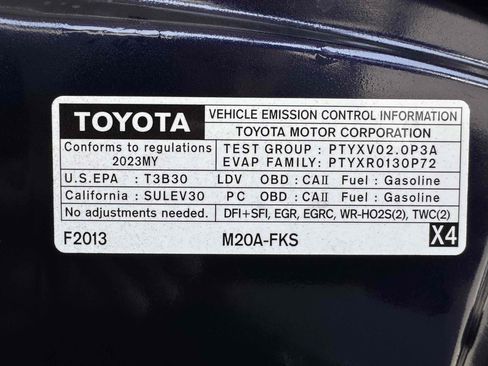 TOYOTA
VEHICLE EMISSION CONTROL INFORMATION
TOYOTA MOTOR CORPORATION
Conforms to regulations
2023MY
TEST GROUP : PTYXV02.0P3A
EVAP FAMILY: PTYXR0130P72
U.S.EPA : T3B30 LDV OBD : CAII Fuel : Gasoline
California : SULEV30 PC OBD : CAII Fuel : Gasoline
No adjustments needed. DFI+SFI, EGR, EGRC, WR-HO2S(2), TWC(2)
F2013 M20A-FKS X4